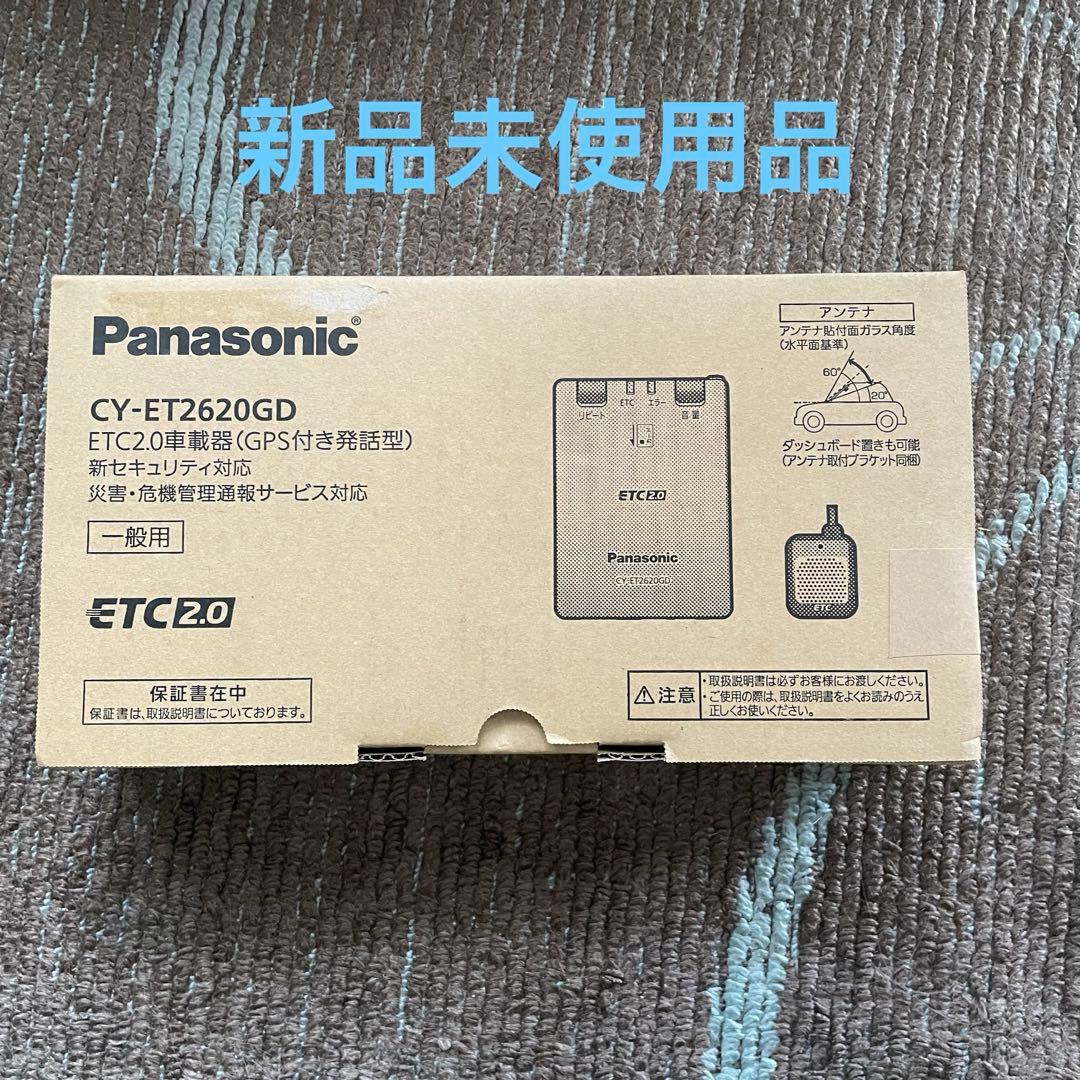 新品未使用品
Panasonic®
CY-ET2620GD
ETC2.0車載器(GPS付き発話型)
新セキュリティ対応
災害・危機管理通報サービス対応
一般用
ETC2.0
保証書在中
保証書は、取扱説明書についております。
リピート ETC エラー 音量
ETC2.0
Panasonic
CY-ET2620GD
アンテナ
アンテナ貼付面ガラス角度
(水平面基準)
60°
20°
ダッシュボード置きも可能
(アンテナ取付ブラケット同梱)
ETC
注意
・取扱説明書は必ずお客様にお渡しください。
・ご使用の際は、取扱説明書をよくお読みのうえ
正しくお使いください。